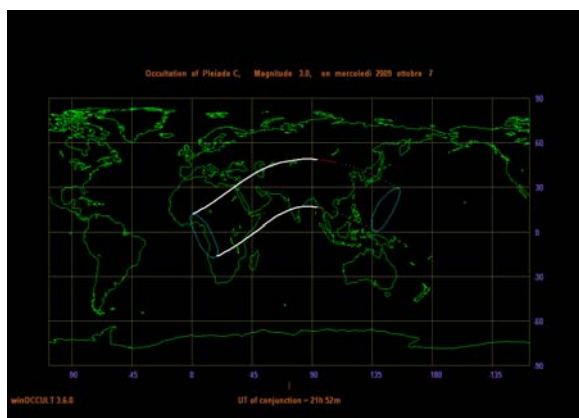 Occultation of Pleiade C, Magnitude 3.0, on mercoledì 2009 ottobre 7
90
60
30
0
-30
-60
-90
-90 -45 0 45 90 135 180 -135
winOCCULT 3.6.0 UT of conjunction = 21h 52m